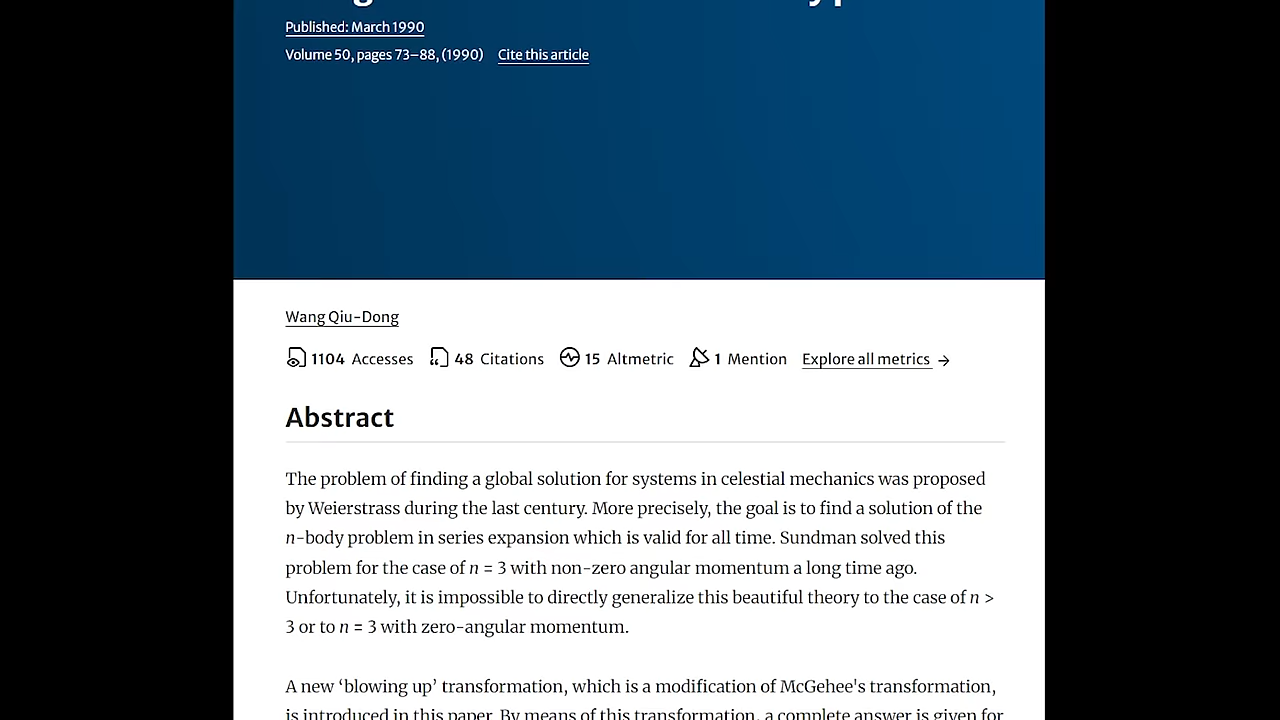 Published: March 1990
Volume 50, pages 73–88, (1990) Cite this article
Wang Qiu-Dong
1104 Accesses 48 Citations 15 Altmetric 1 Mention Explore all metrics →
Abstract
The problem of finding a global solution for systems in celestial mechanics was proposed
by Weierstrass during the last century. More precisely, the goal is to find a solution of the
n-body problem in series expansion which is valid for all time. Sundman solved this
problem for the case of n = 3 with non-zero angular momentum a long time ago.
Unfortunately, it is impossible to directly generalize this beautiful theory to the case of n >
3 or to n = 3 with zero-angular momentum.
A new ‘blowing up’ transformation, which is a modification of McGehee's transformation,
is introduced in this paper. By means of this transformation, a complete answer is given for